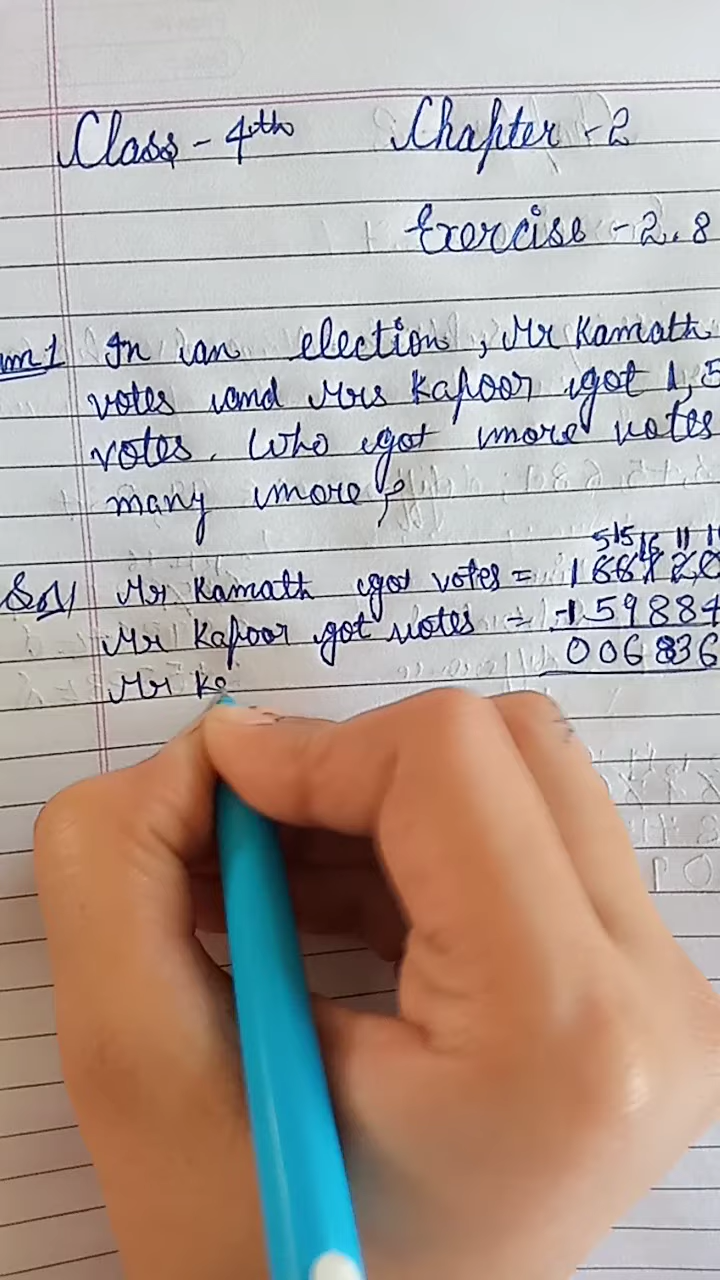 Class - 4th Chapter - 2
Exercise - 2.8
In an election, Mr Kamath
votes and Mrs Kapoor got 1,5
votes. Who got more votes
many more?
Sol Mr Kamath got votes =
Mr Kapoor got votes = -159884
006836
Mr K